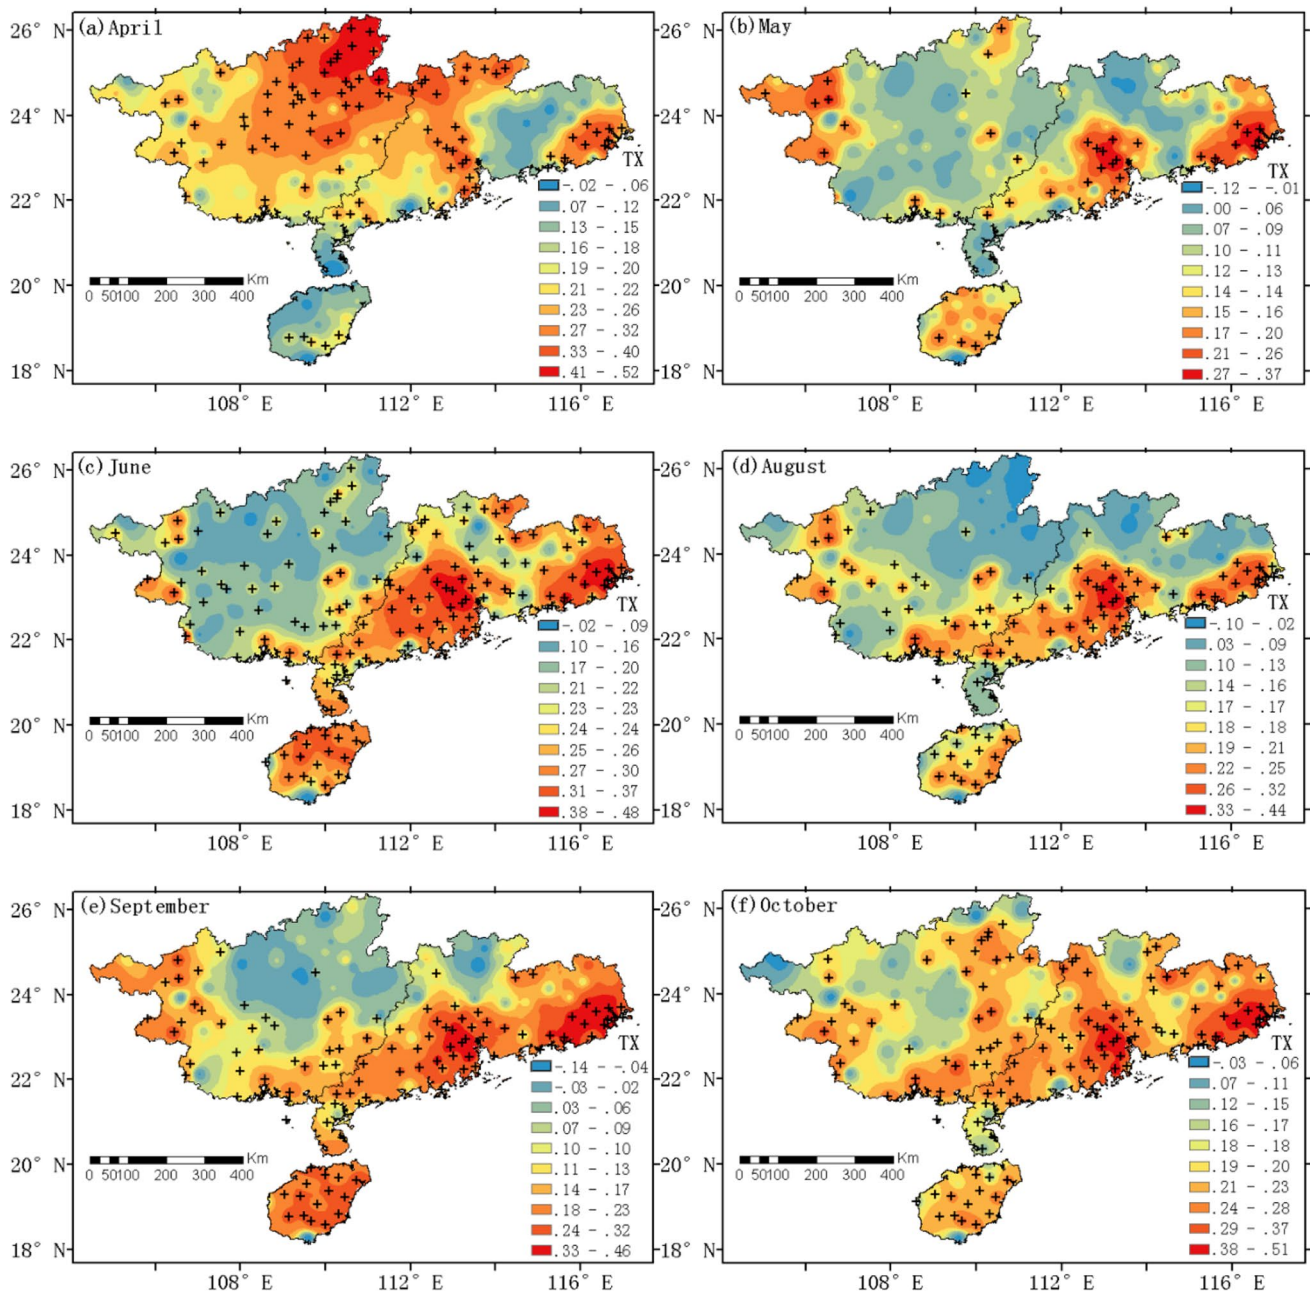 (a)April
26° N
24° N
22° N
20° N
18° N
TX
-.02 - .06
.07 - .12
.13 - .15
.16 - .18
.19 - .20
.21 - .22
.23 - .26
.27 - .32
.33 - .40
.41 - .52
Km
0 50100 200 300 400
108° E 112° E 116° E
(b)May
26° N
24° N
22° N
20° N
18° N
TX
-.12 - -.01
.00 - .06
.07 - .09
.10 - .11
.12 - .13
.14 - .14
.15 - .16
.17 - .20
.21 - .26
.27 - .37
Km
0 50100 200 300 400
108° E 112° E 116° E
(c)June
26° N
24° N
22° N
20° N
18° N
TX
-.02 - .09
.10 - .16
.17 - .20
.21 - .22
.23 - .23
.24 - .24
.25 - .26
.27 - .30
.31 - .37
.38 - .48
Km
0 50100 200 300 400
108° E 112° E 116° E
(d)August
26° N
24° N
22° N
20° N
18° N
TX
-.10 - .02
.03 - .09
.10 - .13
.14 - .16
.17 - .17
.18 - .18
.19 - .21
.22 - .25
.26 - .32
.33 - .44
Km
0 50100 200 300 400
108° E 112° E 116° E
(e)September
26° N
24° N
22° N
20° N
18° N
TX
-.14 - -.04
-.03 - .02
.03 - .06
.07 - .09
.10 - .10
.11 - .13
.14 - .17
.18 - .23
.24 - .32
.33 - .46
Km
0 50100 200 300 400
108° E 112° E 116° E
(f)October
26° N
24° N
22° N
20° N
18° N
TX
-.03 - .06
.07 - .11
.12 - .15
.16 - .17
.18 - .18
.19 - .20
.21 - .23
.24 - .28
.29 - .37
.38 - .51
Km
0 50100 200 300 400
108° E 112° E 116° E